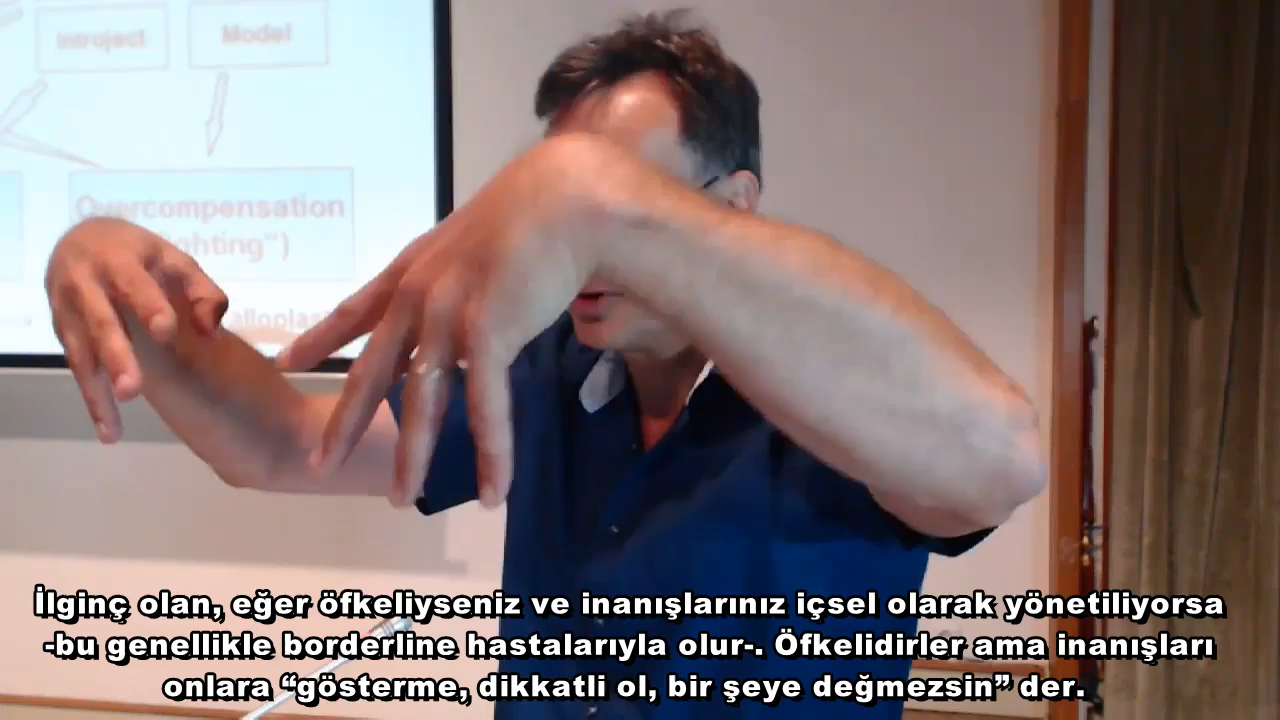 Introject
Model
Overcompensation
İlginç olan, eğer öfkeliyseniz ve inanışlarınız içsel olarak yönetiliyorsa
-bu genellikle borderline hastalarıyla olur-. Öfkelidirler ama inanışları
onlara “gösterme, dikkatli ol, bir şeye değmezsin” der.